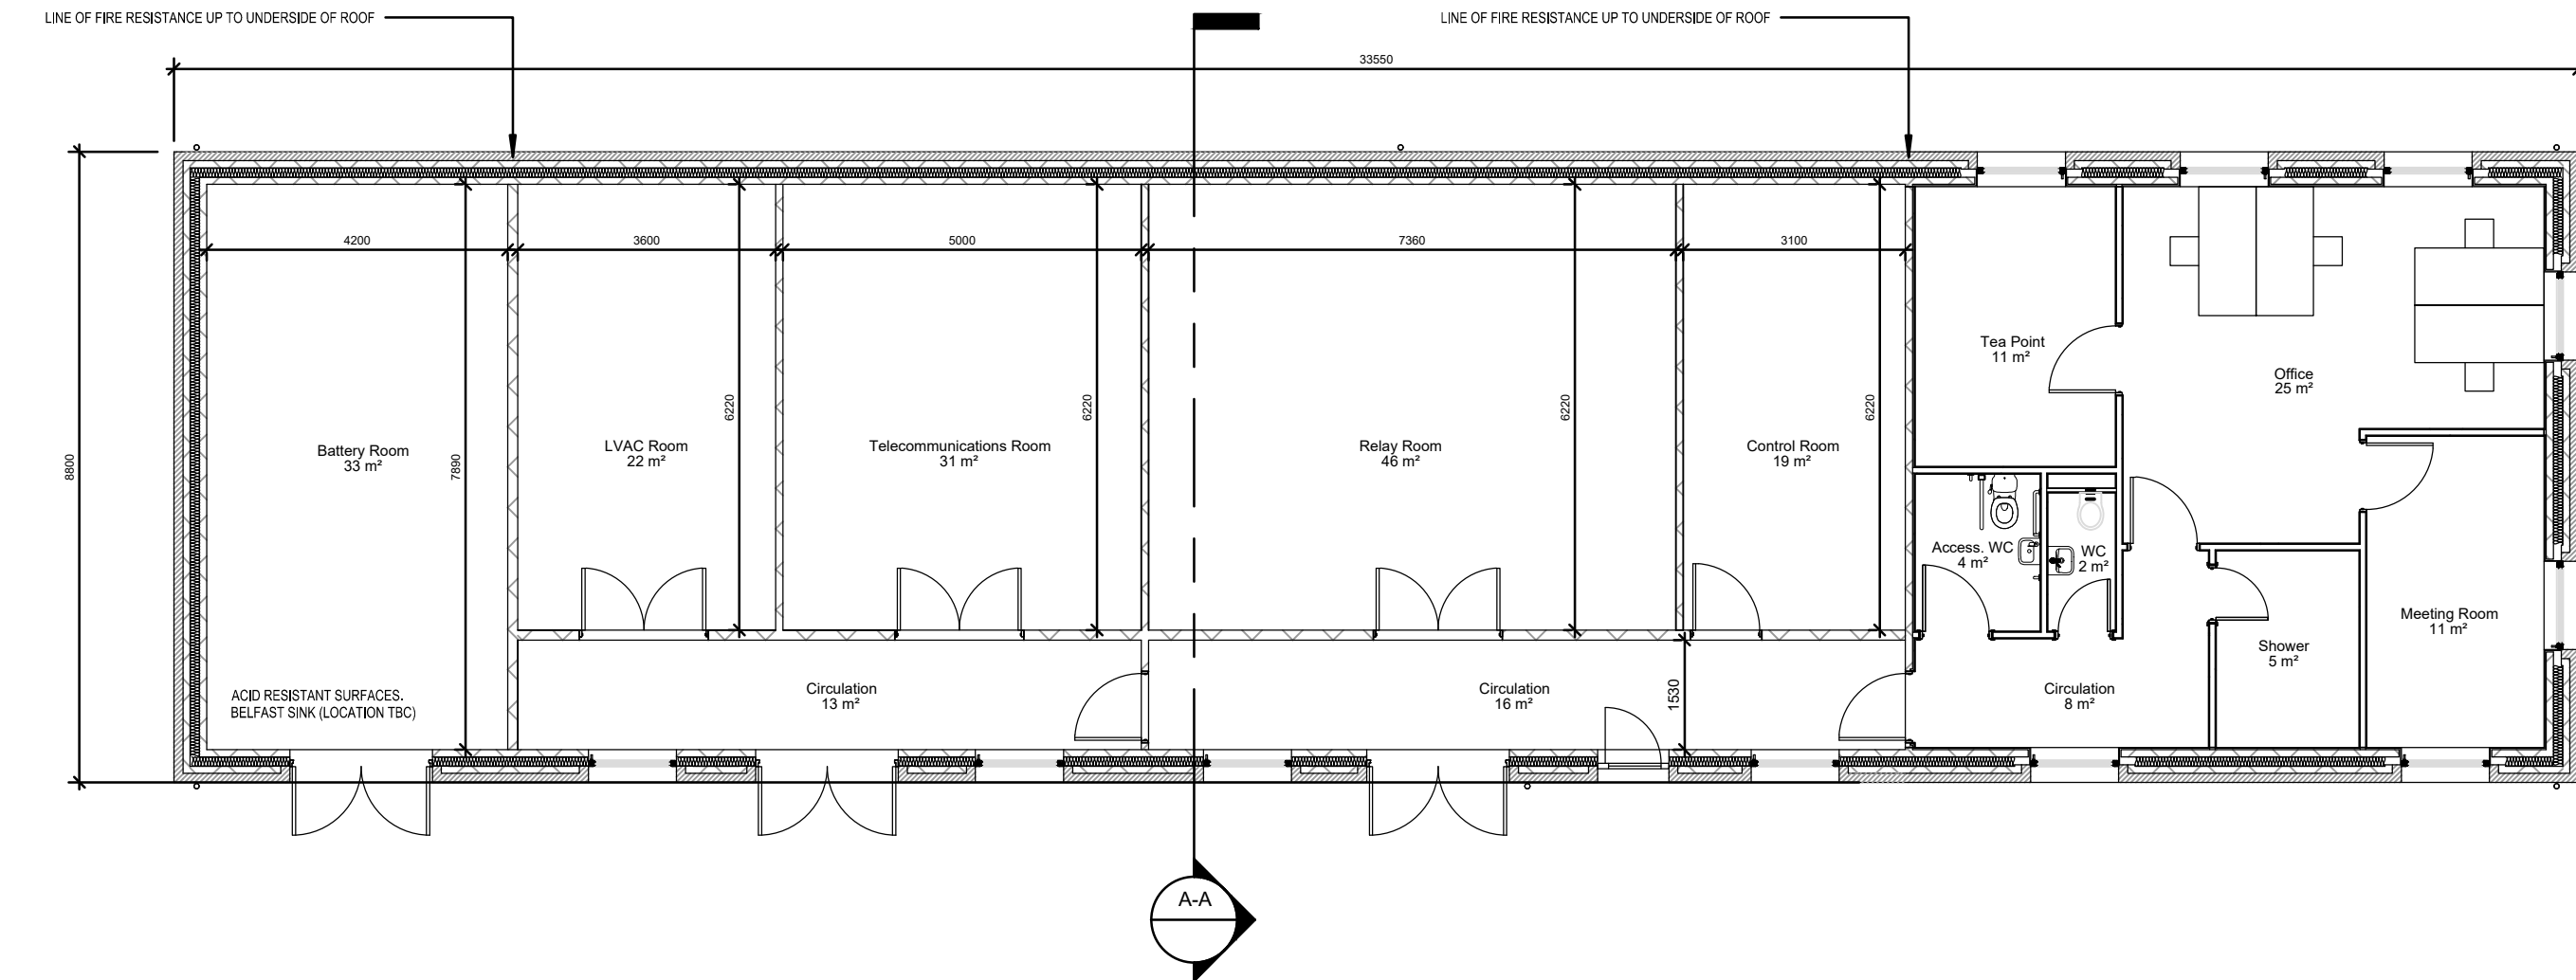 LINE OF FIRE RESISTANCE UP TO UNDERSIDE OF ROOF
LINE OF FIRE RESISTANCE UP TO UNDERSIDE OF ROOF
33550
4200
3600
5000
7360
3100
8800
7890
6220
6220
6220
6220
1530
Battery Room
33 m²
LVAC Room
22 m²
Telecommunications Room
31 m²
Relay Room
46 m²
Control Room
19 m²
Tea Point
11 m²
Office
25 m²
Access. WC
4 m²
WC
2 m²
Meeting Room
11 m²
Shower
5 m²
ACID RESISTANT SURFACES.
BELFAST SINK (LOCATION TBC)
Circulation
13 m²
Circulation
16 m²
Circulation
8 m²
A-A